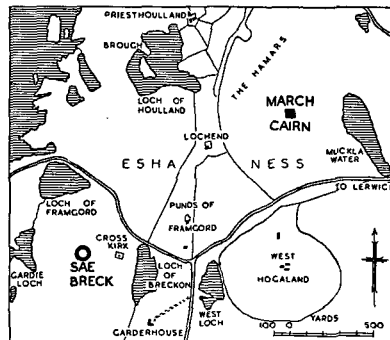 PRIESTHOULLAND
BROUGH
LOCH OF
HOULLAND
THE HAMARS
MARCH
CAIRN
LOCHEND
MUCKLA
WATER
ESHA NESS
TO LERWICK
LOCH OF
FRAMGORD
PUNDS OF
FRAMGORD
CROSS
KIRK
SAE
BRECK
GARDIE
LOCH
LOCH OF
BRECKON
WEST
LOCH
WEST
HOGALAND
GARDERHOUSE
YARDS
100 0 500